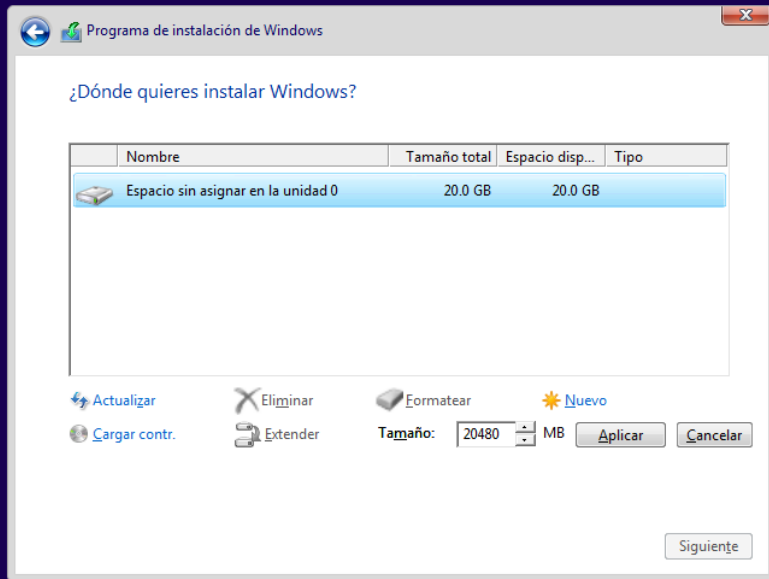 Programa de instalación de Windows
¿Dónde quieres instalar Windows?
Nombre Tamaño total Espacio disp... Tipo
Espacio sin asignar en la unidad 0 20.0 GB 20.0 GB
Actualizar Eliminar Formatear Nuevo
Cargar contr. Extender Tamaño: 20480 MB Aplicar Cancelar
Siguiente